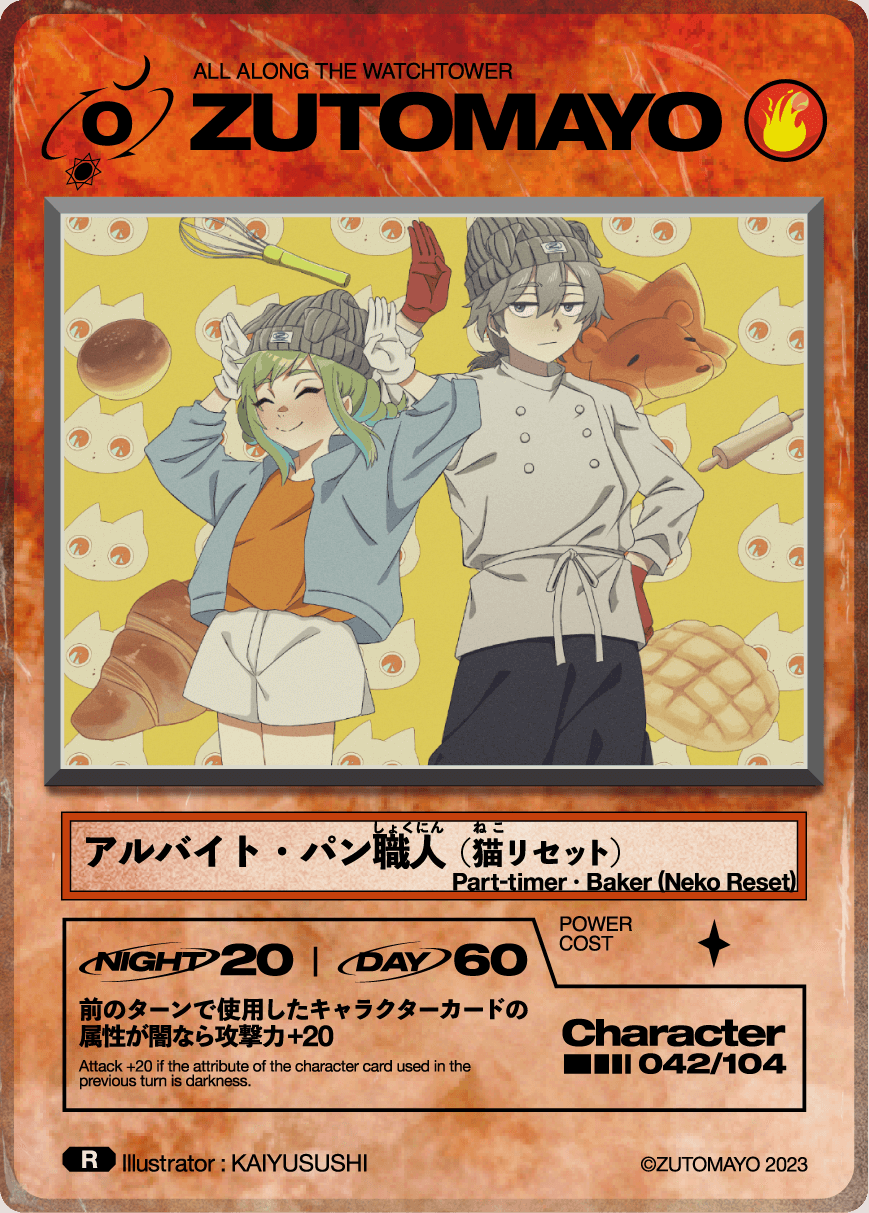 ALL ALONG THE WATCHTOWER
ZUTOMAYO
しょくにん ねこ
アルバイト・パン職人（猫リセット）
Part-timer · Baker (Neko Reset)
NIGHT 20 | DAY 60
POWER
COST
前のターンで使用したキャラクターカードの
属性が闇なら攻撃力+20
Attack +20 if the attribute of the character card used in the
previous turn is darkness.
Character
042/104
R Illustrator : KAIYUSUSHI
©ZUTOMAYO 2023